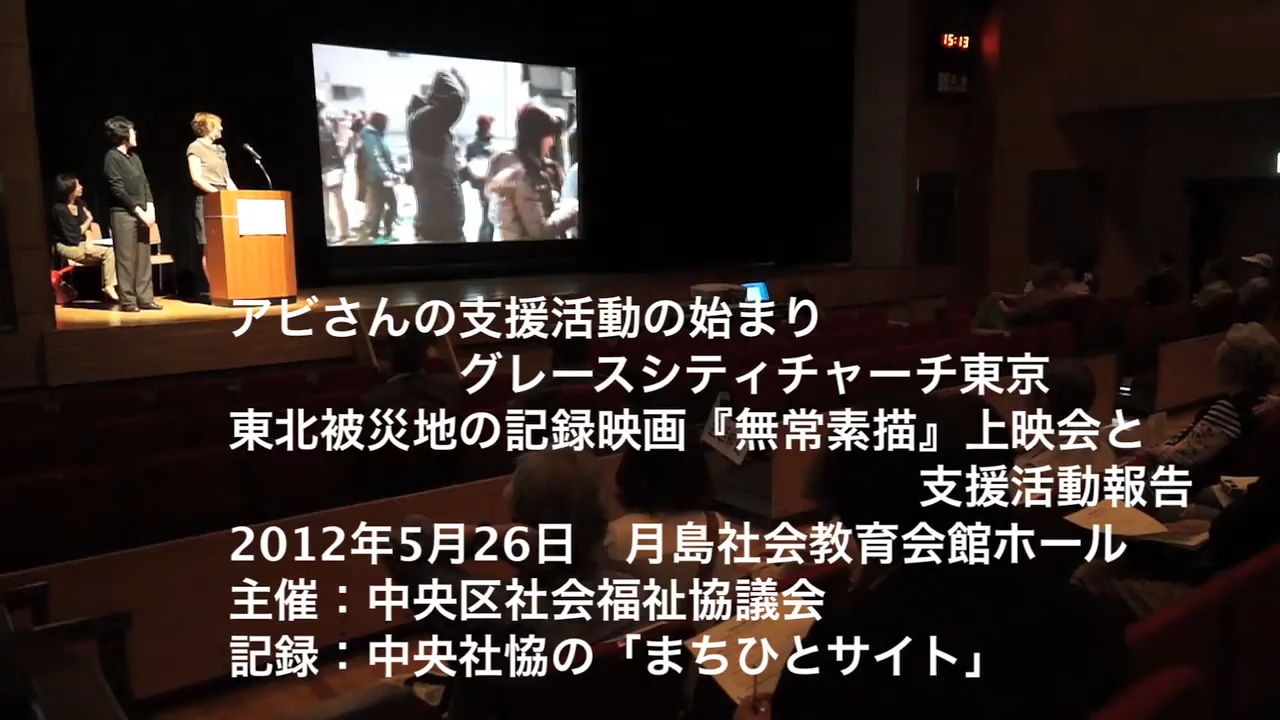 15:13
アビさんの支援活動の始まり
グレースシティチャーチ東京
東北被災地の記録映画『無常素描』上映会と
支援活動報告
2012年5月26日　月島社会教育会館ホール
主催：中央区社会福祉協議会
記録：中央社協の「まちひとサイト」